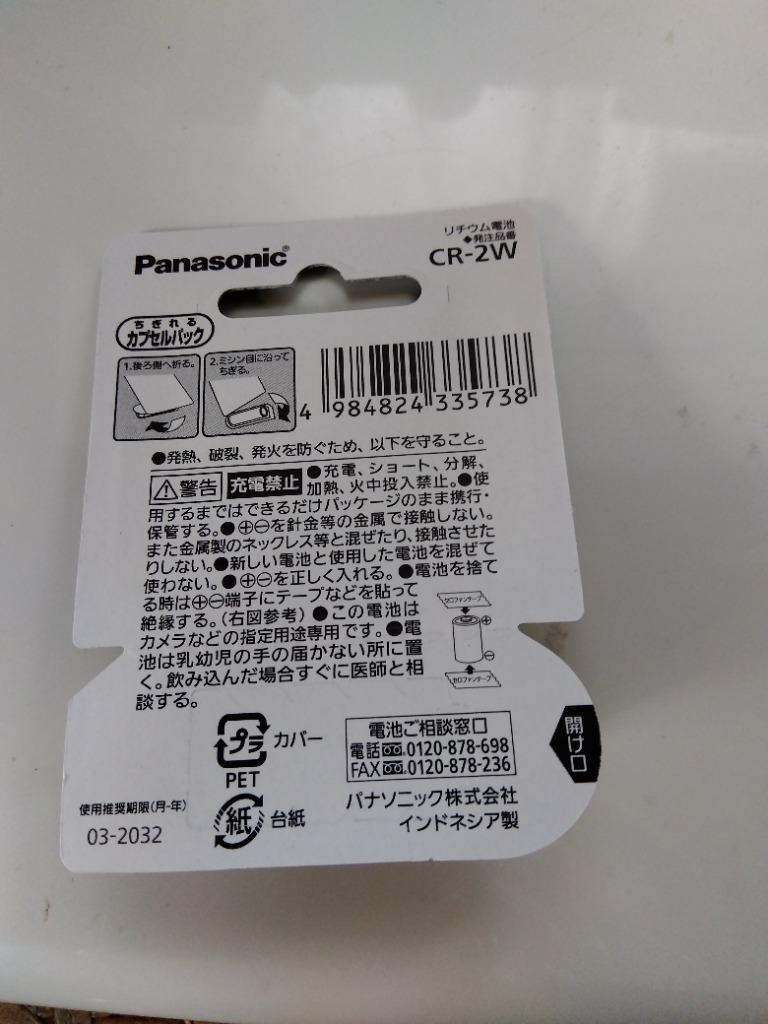 Panasonic®
リチウム電池
◆発注品番
CR-2W
ちぎれる
カプセルパック
1.後ろ側へ折る。
2.ミシン目に沿って
ちぎる。
4 984824 335738
●発熱、破裂、発火を防ぐため、以下を守ること。
警告 充電禁止 ●充電、ショート、分解、
加熱、火中投入禁止。●使
用するまではできるだけパッケージのまま携行・
保管する。●⊕⊖を針金等の金属で接触しない。
また金属製のネックレス等と混ぜたり、接触させた
りしない。●新しい電池と使用した電池を混ぜて
使わない。●⊕⊖を正しく入れる。●電池を捨て
る時は⊕⊖端子にテープなどを貼って
絶縁する。(右図参考)●この電池は
カメラなどの指定用途専用です。●電
池は乳幼児の手の届かない所に置
く。飲み込んだ場合すぐに医師と相
談する。
セロファンテープ
⊕
⊖
セロファンテープ
開け口
プラ カバー
PET
紙 台紙
電池ご相談窓口
電話 0120-878-698
FAX 0120-878-236
使用推奨期限(月-年)
03-2032
パナソニック株式会社
インドネシア製